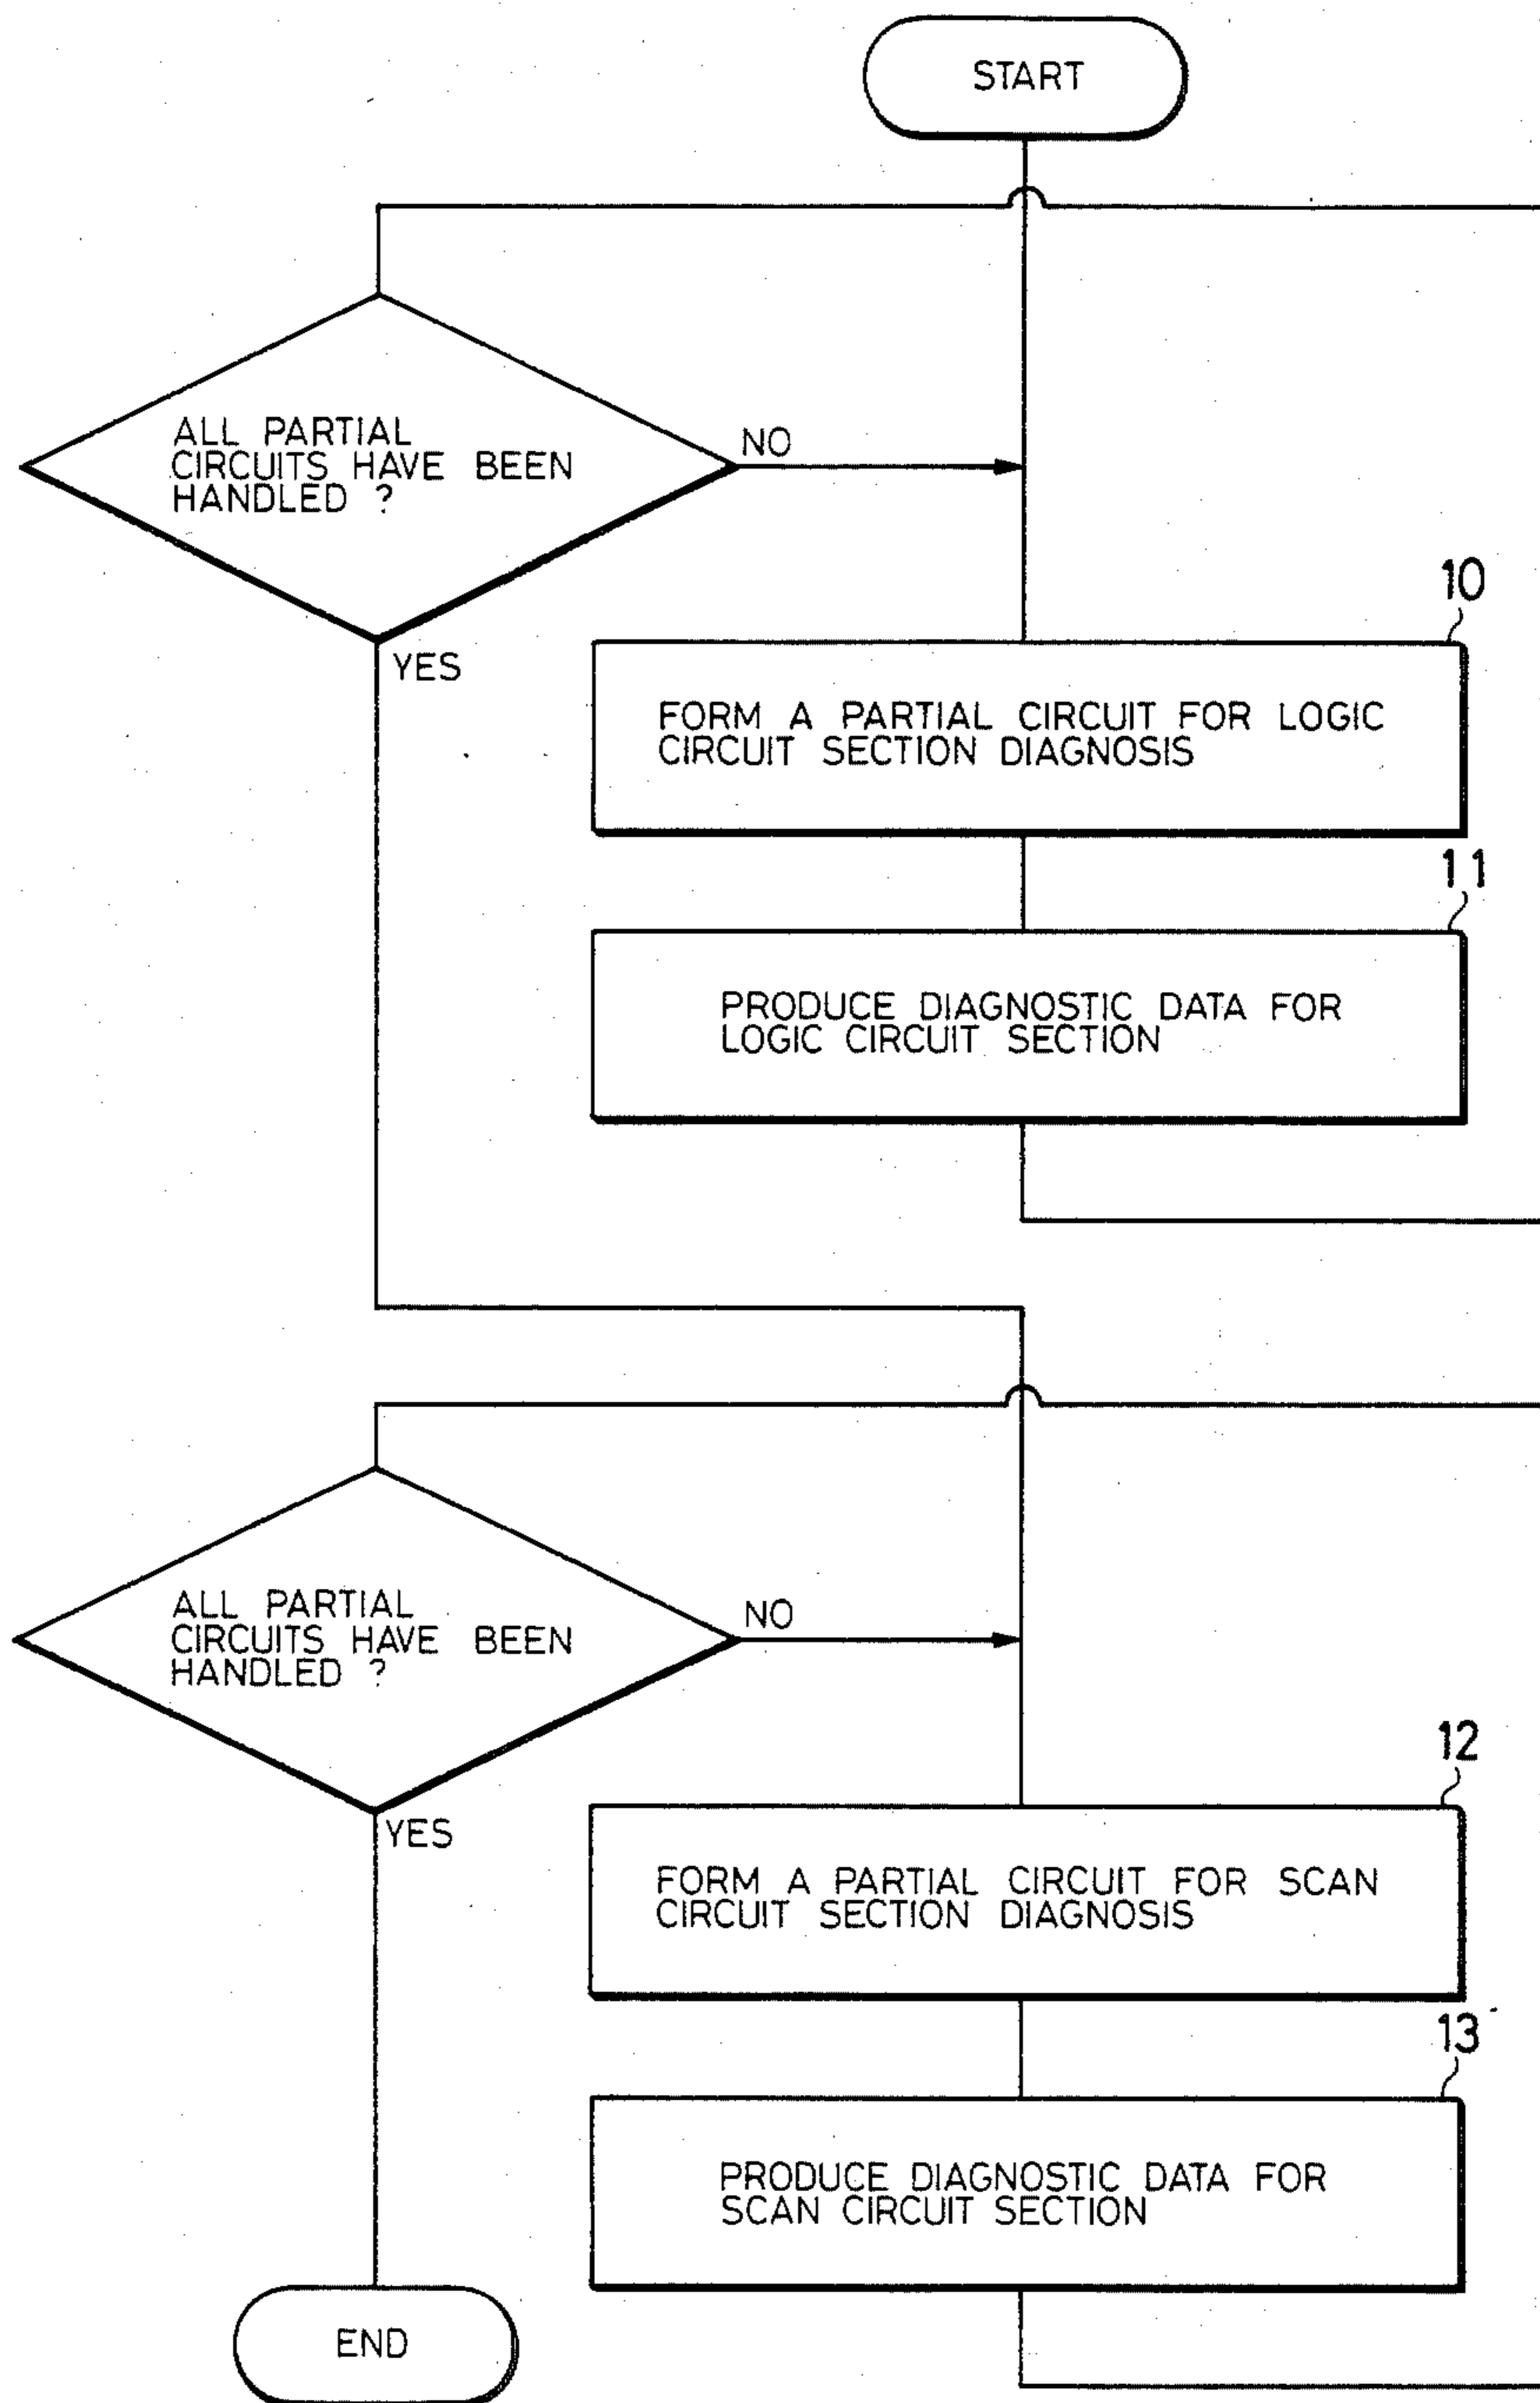 START
ALL PARTIAL
CIRCUITS HAVE BEEN
HANDLED ?
NO
YES
10
FORM A PARTIAL CIRCUIT FOR LOGIC
CIRCUIT SECTION DIAGNOSIS
11
PRODUCE DIAGNOSTIC DATA FOR
LOGIC CIRCUIT SECTION
ALL PARTIAL
CIRCUITS HAVE BEEN
HANDLED ?
NO
YES
12
FORM A PARTIAL CIRCUIT FOR SCAN
CIRCUIT SECTION DIAGNOSIS
13
PRODUCE DIAGNOSTIC DATA FOR
SCAN CIRCUIT SECTION
END